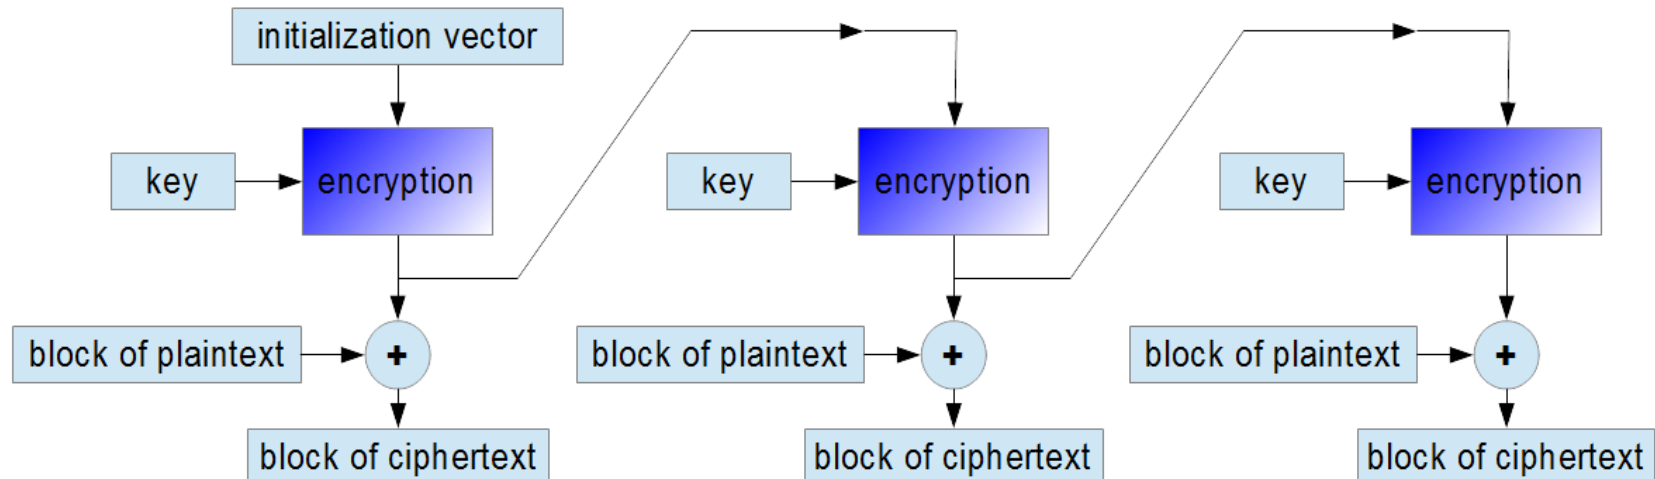 initialization vector
key
encryption
key
encryption
key
encryption
block of plaintext
+
block of plaintext
+
block of plaintext
+
block of ciphertext
block of ciphertext
block of ciphertext